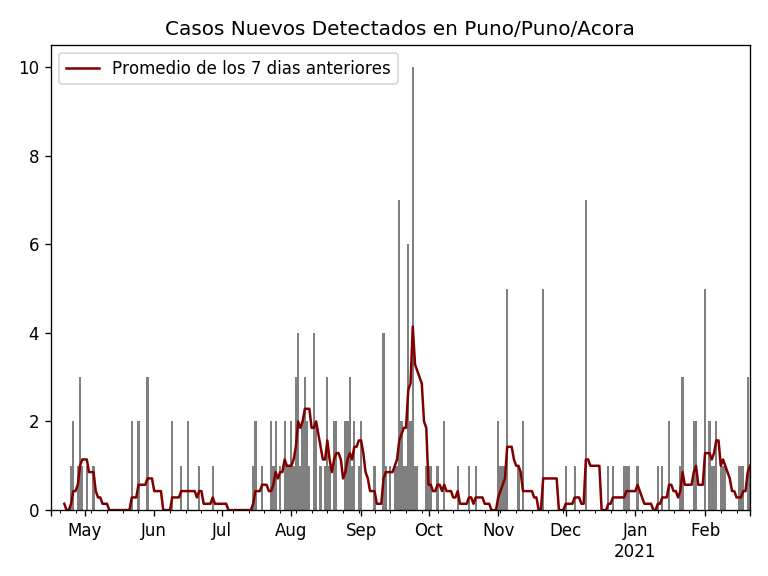 Casos Nuevos Detectados en Puno/Puno/Acora
Promedio de los 7 dias anteriores
10
8
6
4
2
0
May Jun Jul Aug Sep Oct Nov Dec Jan Feb
2021